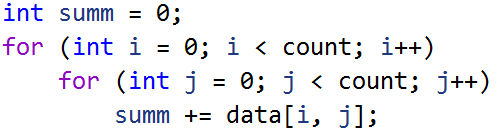 int summ = 0;
for (int i = 0; i < count; i++)
    for (int j = 0; j < count; j++)
        summ += data[i, j];